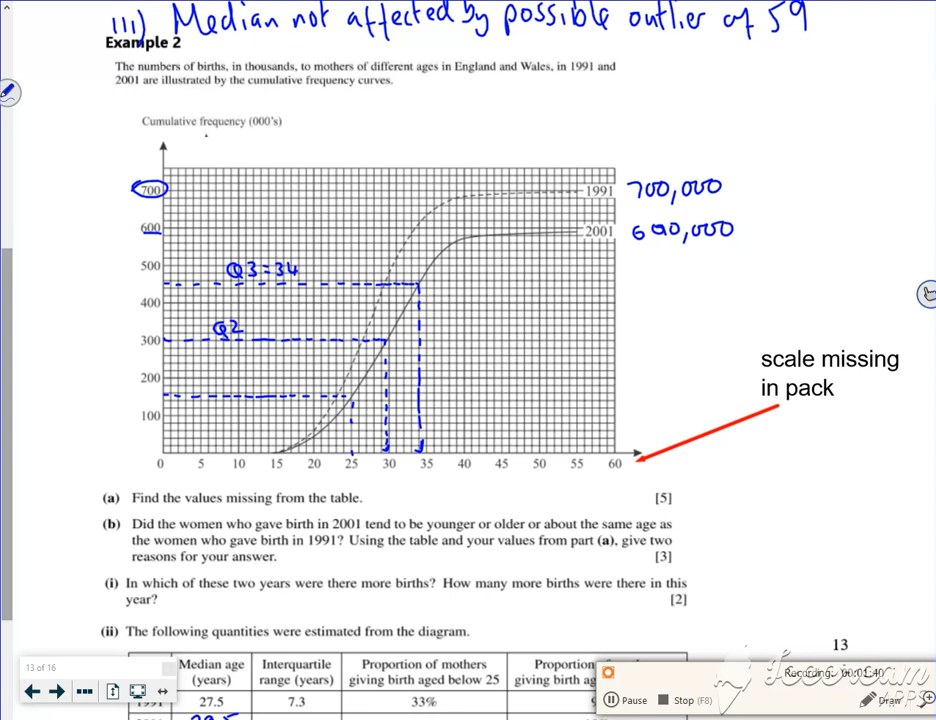 III) Median not affected by possible outlier of 59
Example 2
The numbers of births, in thousands, to mothers of different ages in England and Wales, in 1991 and
2001 are illustrated by the cumulative frequency curves.
Cumulative frequency (000's)
700
1991
700,000
600
2001
600,000
500
Q3=34
400
Q2
300
200
100
scale missing
in pack
0 5 10 15 20 25 30 35 40 45 50 55 60
(a) Find the values missing from the table. [5]
(b) Did the women who gave birth in 2001 tend to be younger or older or about the same age as
the women who gave birth in 1991? Using the table and your values from part (a), give two
reasons for your answer. [3]
(i) In which of these two years were there more births? How many more births were there in this
year? [2]
(ii) The following quantities were estimated from the diagram.
13
13 of 16
Median age Interquartile Proportion of mothers Proportion
(years) range (years) giving birth aged below 25 giving birth
Recording: 00:01:40
27.5 7.3 33%
Pause Stop (F8) Draw